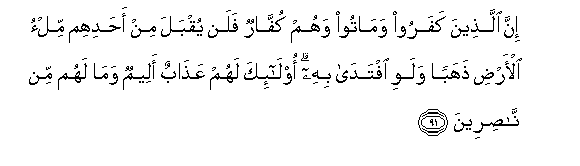 إِنَّ ٱلَّذِينَ كَفَرُوا۟ وَمَاتُوا۟ وَهُمْ كُفَّارٌ فَلَن يُقْبَلَ مِنْ أَحَدِهِم مِّلْءُ
ٱلْأَرْضِ ذَهَبًا وَلَوِ ٱفْتَدَىٰ بِهِۦٓ ۗ أُو۟لَـٰٓئِكَ لَهُمْ عَذَابٌ أَلِيمٌ وَمَا لَهُم مِّن
نَّـٰصِرِينَ ٩١